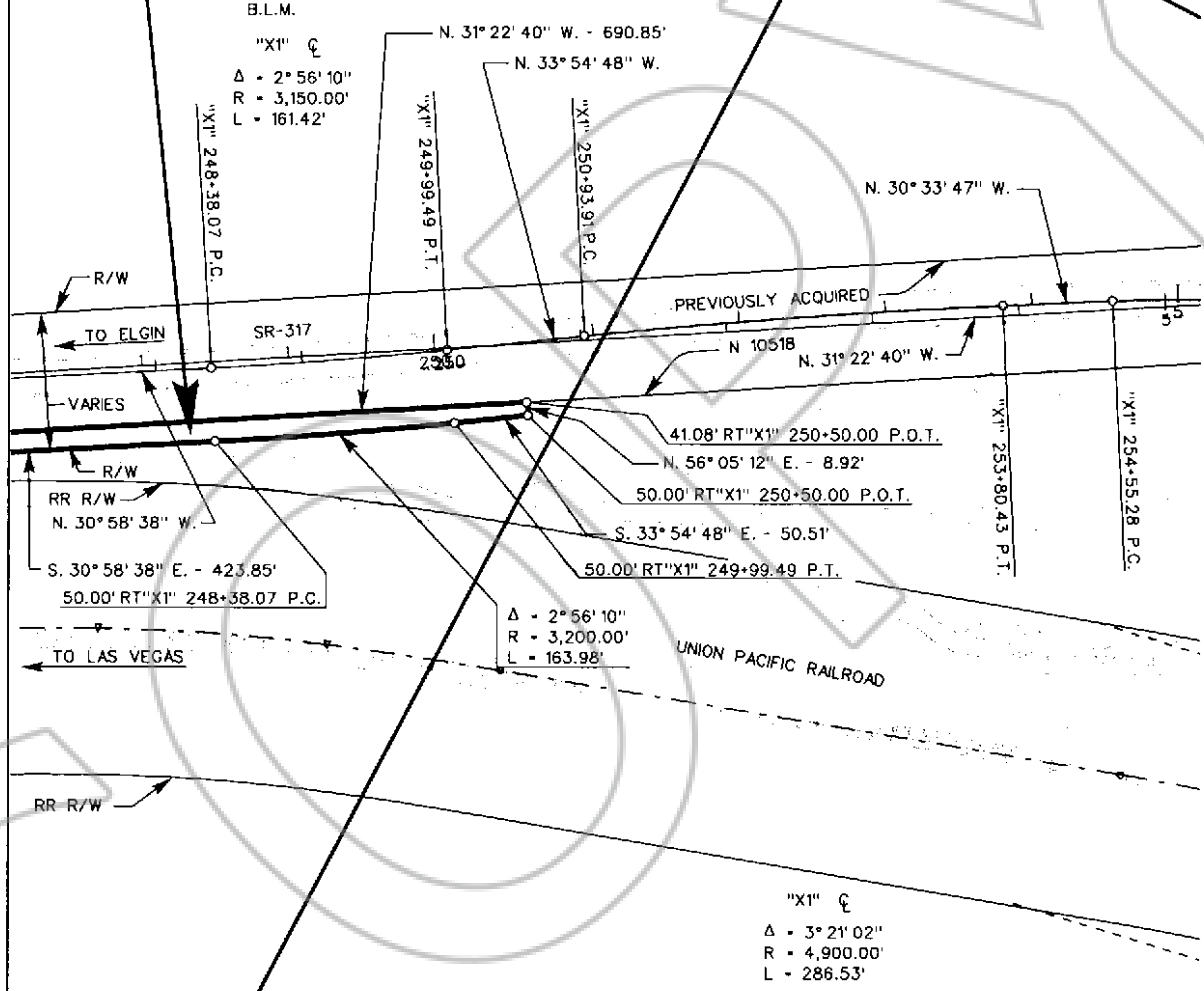 B.L.M.
"X1" ℄
Δ = 2° 56' 10"
R = 3,150.00'
L = 161.42'
N. 31° 22' 40" W. - 690.85'
N. 33° 54' 48" W.
"X1" 248+38.07 P.C.
"X1" 249+99.49 P.T.
"X1" 250+93.91 P.C.
N. 30° 33' 47" W.
R/W
PREVIOUSLY ACQUIRED
TO ELGIN
SR-317
N 10518
N. 31° 22' 40" W.
VARIES
41.08' RT "X1" 250+50.00 P.O.T.
R/W
N. 56° 05' 12" E. - 8.92'
RR R/W
50.00' RT "X1" 250+50.00 P.O.T.
N. 30° 58' 38" W.
S. 33° 54' 48" E. - 50.51'
"X1" 253+80.43 P.T.
"X1" 254+55.28 P.C.
S. 30° 58' 38" E. - 423.85'
50.00' RT "X1" 249+99.49 P.T.
50.00' RT "X1" 248+38.07 P.C.
Δ = 2° 56' 10"
R = 3,200.00'
L = 163.98'
TO LAS VEGAS
UNION PACIFIC RAILROAD
RR R/W
"X1" ℄
Δ = 3° 21' 02"
R = 4,900.00'
L = 286.53'